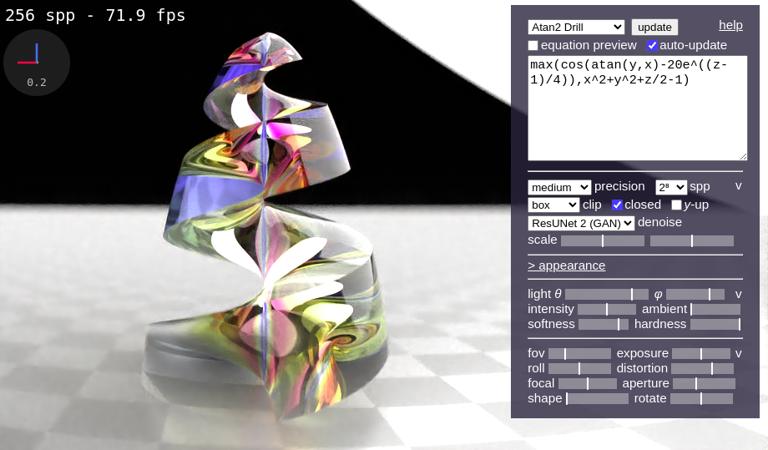 256 spp - 71.9 fps
0.2
Atan2 Drill update help
equation preview auto-update
max(cos(atan(y,x)-20e^((z-
1)/4)),x^2+y^2+z/2-1)
medium precision 2⁸ spp v
box clip closed y-up
ResUNet 2 (GAN) denoise
scale
> appearance
light θ φ v
intensity ambient
softness hardness
fov exposure v
roll distortion
focal aperture
shape rotate